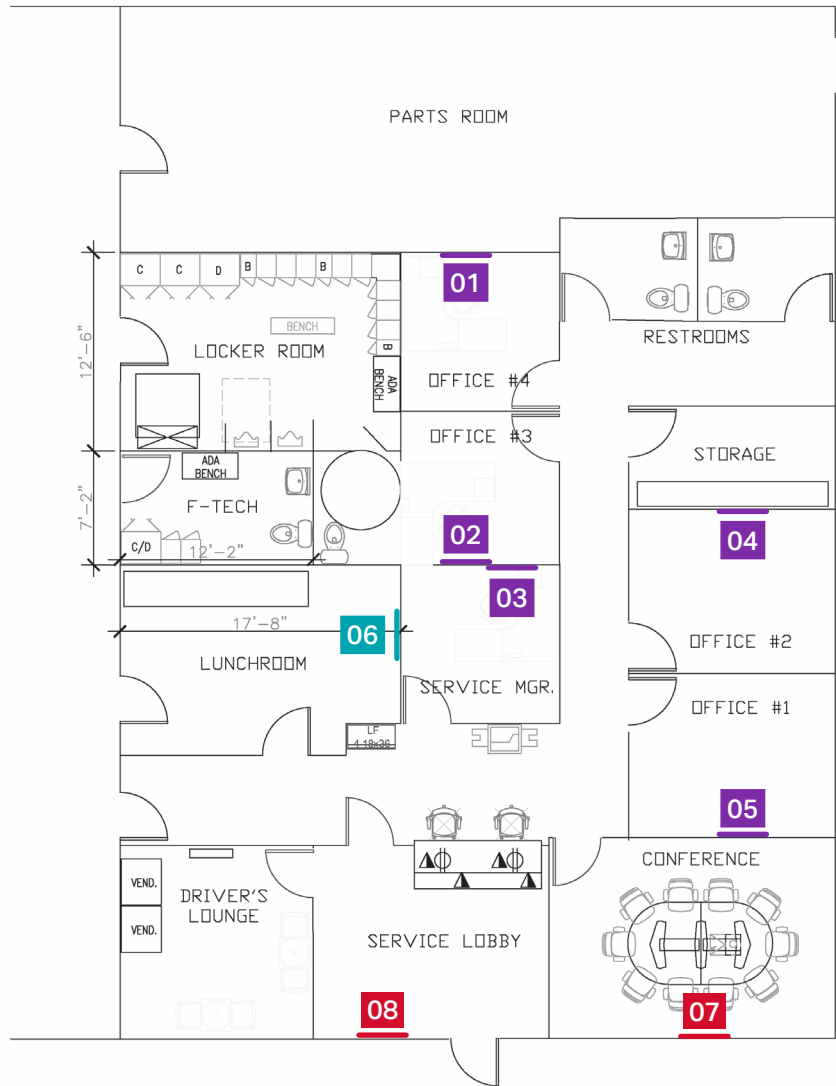 PARTS ROOM
C
C
D
B
B
01
BENCH
RESTROOMS
12'-6"
LOCKER ROOM
B
ADA
BENCH
OFFICE #4
OFFICE #3
STORAGE
ADA
BENCH
7'-2"
F-TECH
02
04
C/D
12'-2"
03
17'-8"
06
OFFICE #2
LUNCHROOM
SERVICE MGR.
OFFICE #1
LF
4 18x36
05
CONFERENCE
VEND.
DRIVER'S
LOUNGE
VEND.
SERVICE LOBBY
08
07